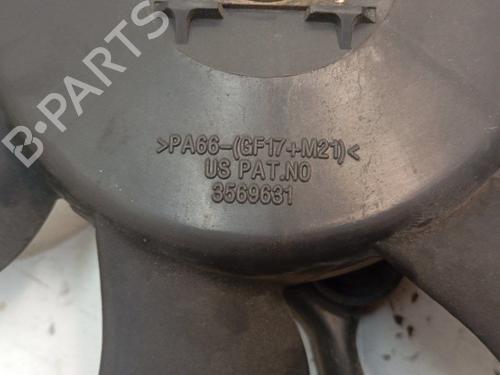 B-PARTS
>PA66-(GF17+M21)<
US PAT.NO
3569631